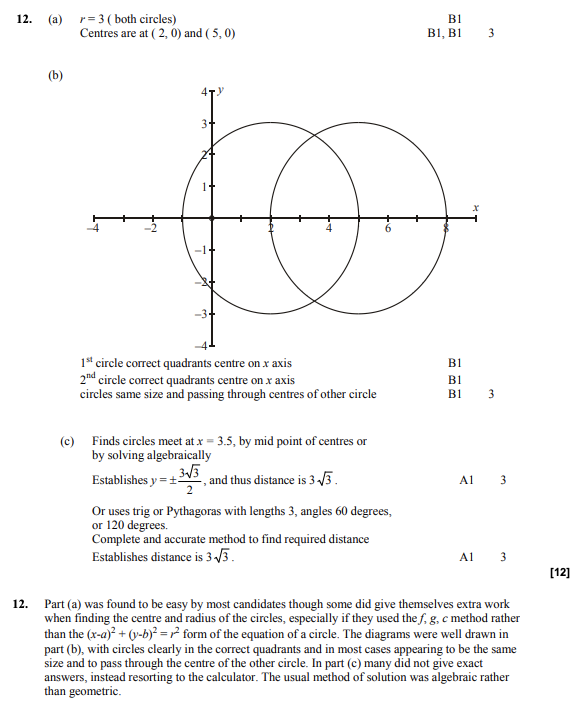 12. (a) r = 3 ( both circles) B1
Centres are at ( 2, 0) and ( 5, 0) B1, B1 3
(b)
4 y
3
2
1
x
–4 –2 2 4 6 8
–1
–2
–3
–4
1st circle correct quadrants centre on x axis B1
2nd circle correct quadrants centre on x axis B1
circles same size and passing through centres of other circle B1 3
(c) Finds circles meet at x = 3.5, by mid point of centres or
by solving algebraically
Establishes y = ± 3√3/2 , and thus distance is 3√3 . A1 3
Or uses trig or Pythagoras with lengths 3, angles 60 degrees,
or 120 degrees.
Complete and accurate method to find required distance
Establishes distance is 3√3 . A1 3
[12]
12. Part (a) was found to be easy by most candidates though some did give themselves extra work
when finding the centre and radius of the circles, especially if they used the f, g, c method rather
than the (x-a)² + (y-b)² = r² form of the equation of a circle. The diagrams were well drawn in
part (b), with circles clearly in the correct quadrants and in most cases appearing to be the same
size and to pass through the centre of the other circle. In part (c) many did not give exact
answers, instead resorting to the calculator. The usual method of solution was algebraic rather
than geometric.